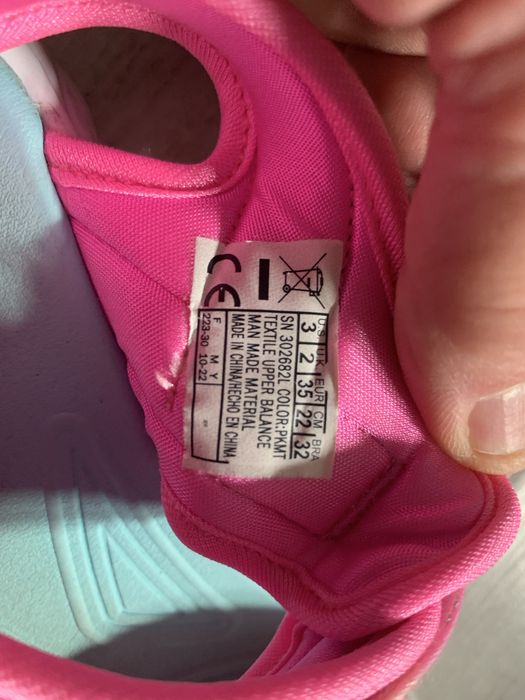 U.S. UK EUR CM BRA
3 2 35 22 32
SN 302682L COLOR:PKMT
TEXTILE UPPER BALANCE
MAN MADE MATERIAL
MADE IN CHINA/HECHO EN CHINA
F M Y
223-30 10-22
CE